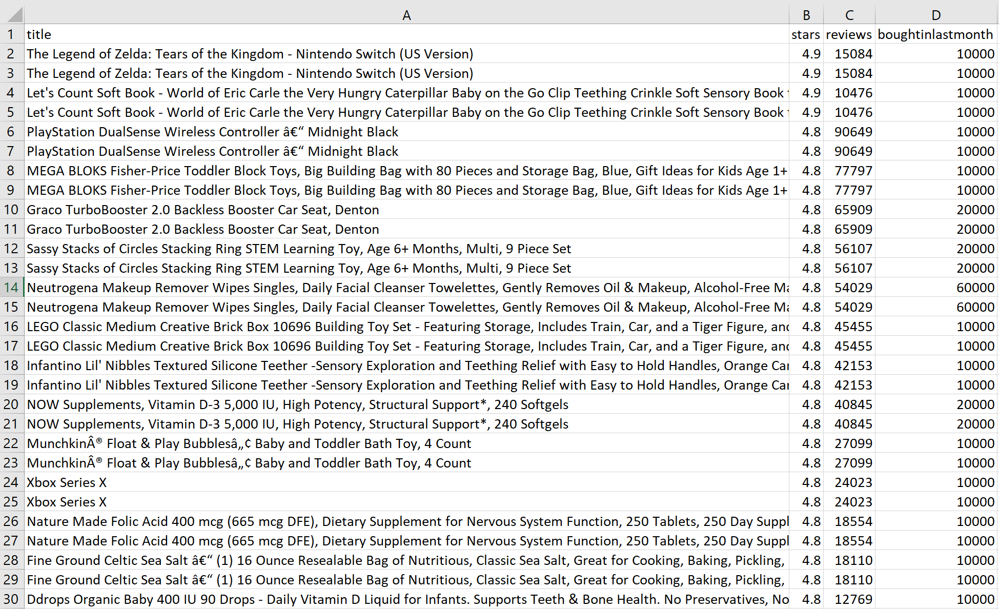 A B C D
1 title stars reviews boughtinlastmonth
2 The Legend of Zelda: Tears of the Kingdom - Nintendo Switch (US Version) 4.9 15084 10000
3 The Legend of Zelda: Tears of the Kingdom - Nintendo Switch (US Version) 4.9 15084 10000
4 Let's Count Soft Book - World of Eric Carle the Very Hungry Caterpillar Baby on the Go Clip Teething Crinkle Soft Sensory Book 4.9 10476 10000
5 Let's Count Soft Book - World of Eric Carle the Very Hungry Caterpillar Baby on the Go Clip Teething Crinkle Soft Sensory Book 4.9 10476 10000
6 PlayStation DualSense Wireless Controller â€“ Midnight Black 4.8 90649 10000
7 PlayStation DualSense Wireless Controller â€“ Midnight Black 4.8 90649 10000
8 MEGA BLOKS Fisher-Price Toddler Block Toys, Big Building Bag with 80 Pieces and Storage Bag, Blue, Gift Ideas for Kids Age 1+ 4.8 77797 10000
9 MEGA BLOKS Fisher-Price Toddler Block Toys, Big Building Bag with 80 Pieces and Storage Bag, Blue, Gift Ideas for Kids Age 1+ 4.8 77797 10000
10 Graco TurboBooster 2.0 Backless Booster Car Seat, Denton 4.8 65909 20000
11 Graco TurboBooster 2.0 Backless Booster Car Seat, Denton 4.8 65909 20000
12 Sassy Stacks of Circles Stacking Ring STEM Learning Toy, Age 6+ Months, Multi, 9 Piece Set 4.8 56107 20000
13 Sassy Stacks of Circles Stacking Ring STEM Learning Toy, Age 6+ Months, Multi, 9 Piece Set 4.8 56107 20000
14 Neutrogena Makeup Remover Wipes Singles, Daily Facial Cleanser Towelettes, Gently Removes Oil & Makeup, Alcohol-Free Ma 4.8 54029 60000
15 Neutrogena Makeup Remover Wipes Singles, Daily Facial Cleanser Towelettes, Gently Removes Oil & Makeup, Alcohol-Free Ma 4.8 54029 60000
16 LEGO Classic Medium Creative Brick Box 10696 Building Toy Set - Featuring Storage, Includes Train, Car, and a Tiger Figure, and 4.8 45455 10000
17 LEGO Classic Medium Creative Brick Box 10696 Building Toy Set - Featuring Storage, Includes Train, Car, and a Tiger Figure, and 4.8 45455 10000
18 Infantino Lil' Nibbles Textured Silicone Teether -Sensory Exploration and Teething Relief with Easy to Hold Handles, Orange Car 4.8 42153 10000
19 Infantino Lil' Nibbles Textured Silicone Teether -Sensory Exploration and Teething Relief with Easy to Hold Handles, Orange Car 4.8 42153 10000
20 NOW Supplements, Vitamin D-3 5,000 IU, High Potency, Structural Support*, 240 Softgels 4.8 40845 20000
21 NOW Supplements, Vitamin D-3 5,000 IU, High Potency, Structural Support*, 240 Softgels 4.8 40845 20000
22 MunchkinÂ® Float & Play Bubblesâ„¢ Baby and Toddler Bath Toy, 4 Count 4.8 27099 10000
23 MunchkinÂ® Float & Play Bubblesâ„¢ Baby and Toddler Bath Toy, 4 Count 4.8 27099 10000
24 Xbox Series X 4.8 24023 10000
25 Xbox Series X 4.8 24023 10000
26 Nature Made Folic Acid 400 mcg (665 mcg DFE), Dietary Supplement for Nervous System Function, 250 Tablets, 250 Day Suppl 4.8 18554 10000
27 Nature Made Folic Acid 400 mcg (665 mcg DFE), Dietary Supplement for Nervous System Function, 250 Tablets, 250 Day Suppl 4.8 18554 10000
28 Fine Ground Celtic Sea Salt â€“ (1) 16 Ounce Resealable Bag of Nutritious, Classic Sea Salt, Great for Cooking, Baking, Pickling, 4.8 18110 10000
29 Fine Ground Celtic Sea Salt â€“ (1) 16 Ounce Resealable Bag of Nutritious, Classic Sea Salt, Great for Cooking, Baking, Pickling, 4.8 18110 10000
30 Ddrops Organic Baby 400 IU 90 Drops - Daily Vitamin D Liquid for Infants. Supports Teeth & Bone Health. No Preservatives, No 4.8 12769 10000